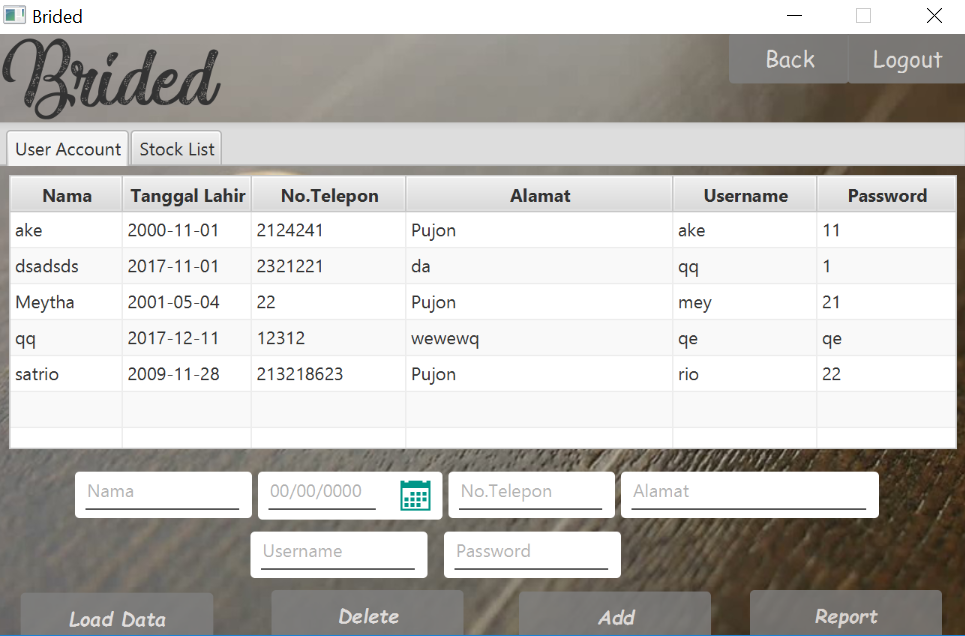 Brided
Brided
Back Logout
User Account Stock List
Nama Tanggal Lahir No.Telepon Alamat Username Password
ake 2000-11-01 2124241 Pujon ake 11
dsadsds 2017-11-01 2321221 da qq 1
Meytha 2001-05-04 22 Pujon mey 21
qq 2017-12-11 12312 wewewq qe qe
satrio 2009-11-28 213218623 Pujon rio 22
Nama 00/00/0000 No.Telepon Alamat
Username Password
Load Data Delete Add Report